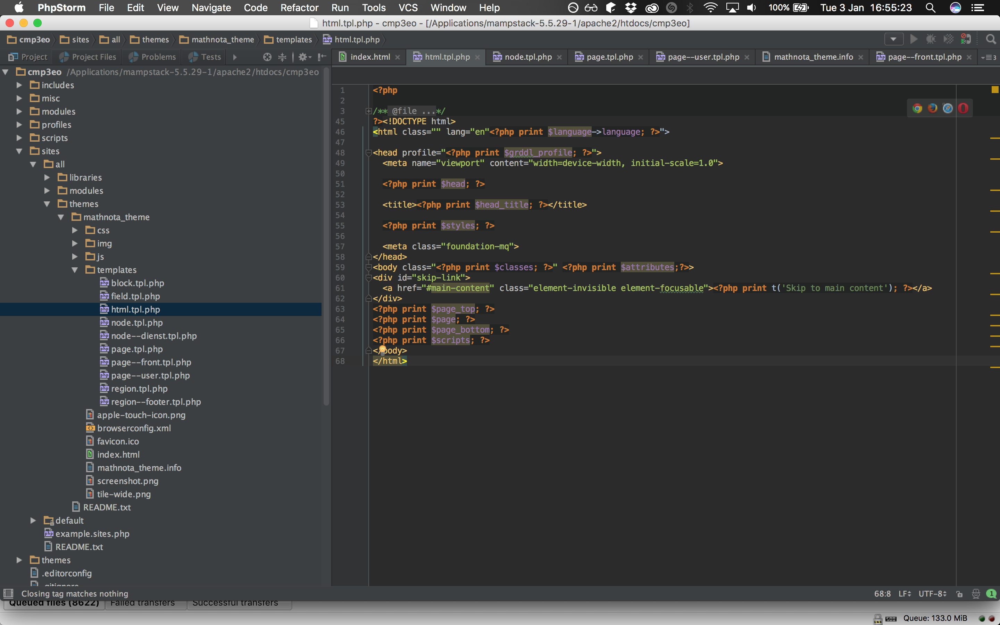 PhpStorm File Edit View Navigate Code Refactor Run Tools VCS Window Help 100% Tue 3 Jan 16:55:23
html.tpl.php - cmp3eo - [/Applications/mampstack-5.5.29-1/apache2/htdocs/cmp3eo]
cmp3eo sites all themes mathnota_theme templates html.tpl.php
Project Project Files Problems Tests
index.html html.tpl.php node.tpl.php page.tpl.php page--user.tpl.php mathnota_theme.info page--front.tpl.php 3
cmp3eo /Applications/mampstack-5.5.29-1/apache2/htdocs/cmp3eo
includes
misc
modules
profiles
scripts
sites
all
libraries
modules
themes
mathnota_theme
css
img
js
templates
block.tpl.php
field.tpl.php
html.tpl.php
node.tpl.php
node--dienst.tpl.php
page.tpl.php
page--front.tpl.php
page--user.tpl.php
region.tpl.php
region--footer.tpl.php
apple-touch-icon.png
browserconfig.xml
favicon.ico
index.html
mathnota_theme.info
screenshot.png
tile-wide.png
README.txt
default
example.sites.php
README.txt
themes
.editorconfig
.gitignore
1 <?php
2
3 /** @file ...*/
45 ?><!DOCTYPE html>
46 <html class="" lang="en"<?php print $language->language; ?>">
47
48 <head profile="<?php print $grddl_profile; ?>">
49 <meta name="viewport" content="width=device-width, initial-scale=1.0">
50
51 <?php print $head; ?>
52
53 <title><?php print $head_title; ?></title>
54
55 <?php print $styles; ?>
56
57 <meta class="foundation-mq">
58 </head>
59 <body class="<?php print $classes; ?>" <?php print $attributes;?>>
60 <div id="skip-link">
61 <a href="#main-content" class="element-invisible element-focusable"><?php print t('Skip to main content'); ?></a>
62 </div>
63 <?php print $page_top; ?>
64 <?php print $page; ?>
65 <?php print $page_bottom; ?>
66 <?php print $scripts; ?>
67 </body>
68 </html>
Closing tag matches nothing 68:8 LF UTF-8 1
Queued files (8622) Failed transfers Successful transfers
Queue: 133.0 MiB